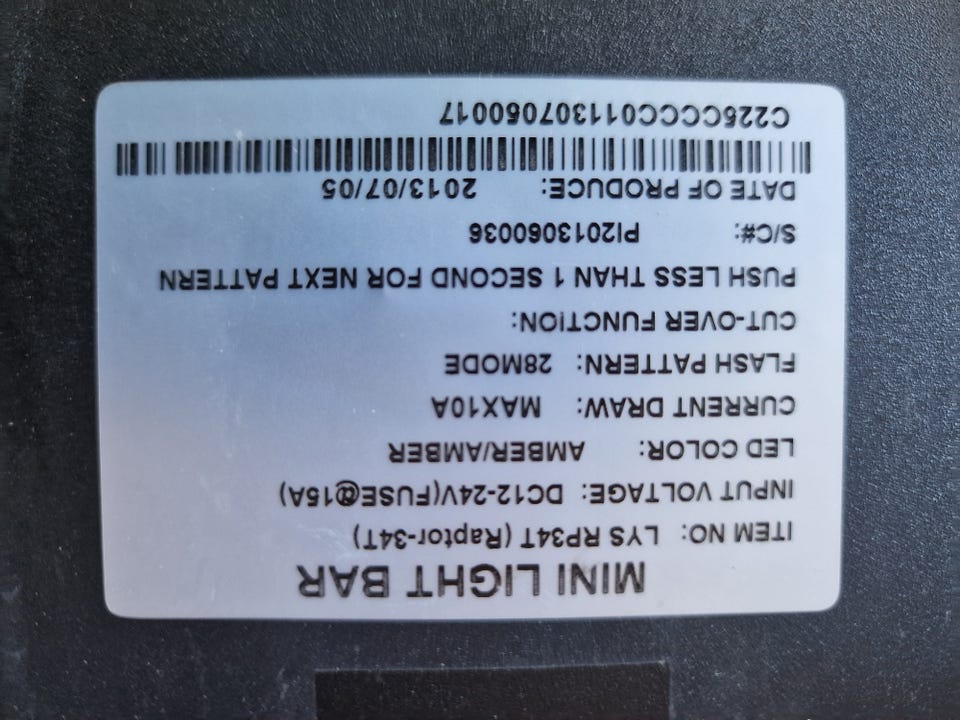 MINI LIGHT BAR
ITEM NO: LYS RP34T (Raptor-34T)
INPUT VOLTAGE: DC12-24V(FUSE@15A)
LED COLOR: AMBER/AMBER
CURRENT DRAW: MAX10A
FLASH PATTERN: 28MODE
CUT-OVER FUNCTION:
PUSH LESS THAN 1 SECOND FOR NEXT PATTERN
S/C#: PI2013060036
DATE OF PRODUCE: 2013/07/05
C225CCCC011307050017